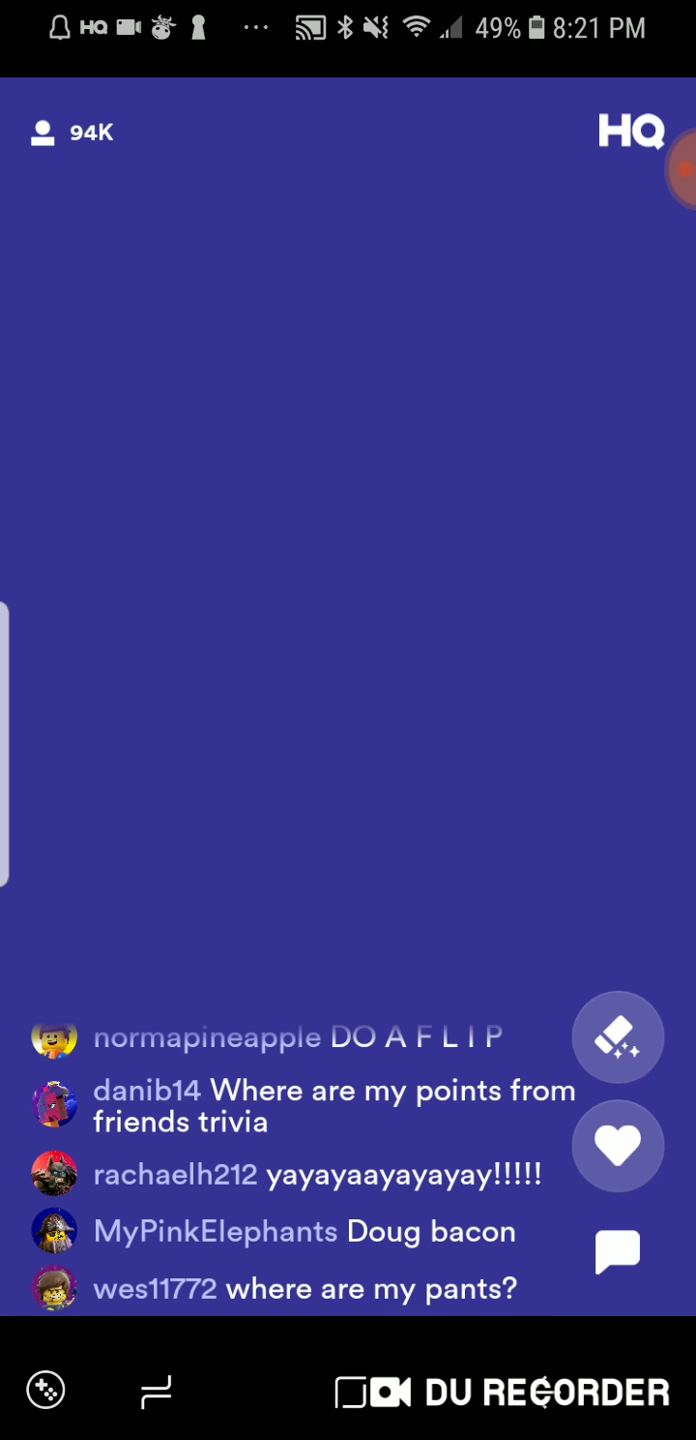 HQ ... 49% 8:21 PM
94K HQ
normapineapple DO A F L I P
danib14 Where are my points from
friends trivia
rachaelh212 yayayaayayayay!!!!!
MyPinkElephants Doug bacon
wes11772 where are my pants?
DU RECORDER